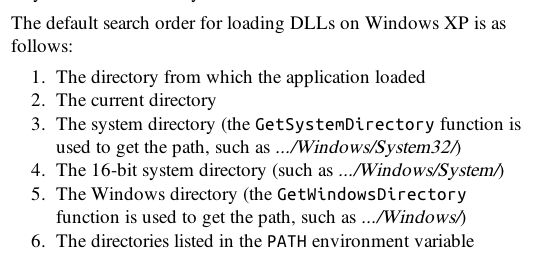 The default search order for loading DLLs on Windows XP is as
follows:
1. The directory from which the application loaded
2. The current directory
3. The system directory (the GetSystemDirectory function is
used to get the path, such as .../Windows/System32/)
4. The 16-bit system directory (such as .../Windows/System/)
5. The Windows directory (the GetWindowsDirectory
function is used to get the path, such as .../Windows/)
6. The directories listed in the PATH environment variable